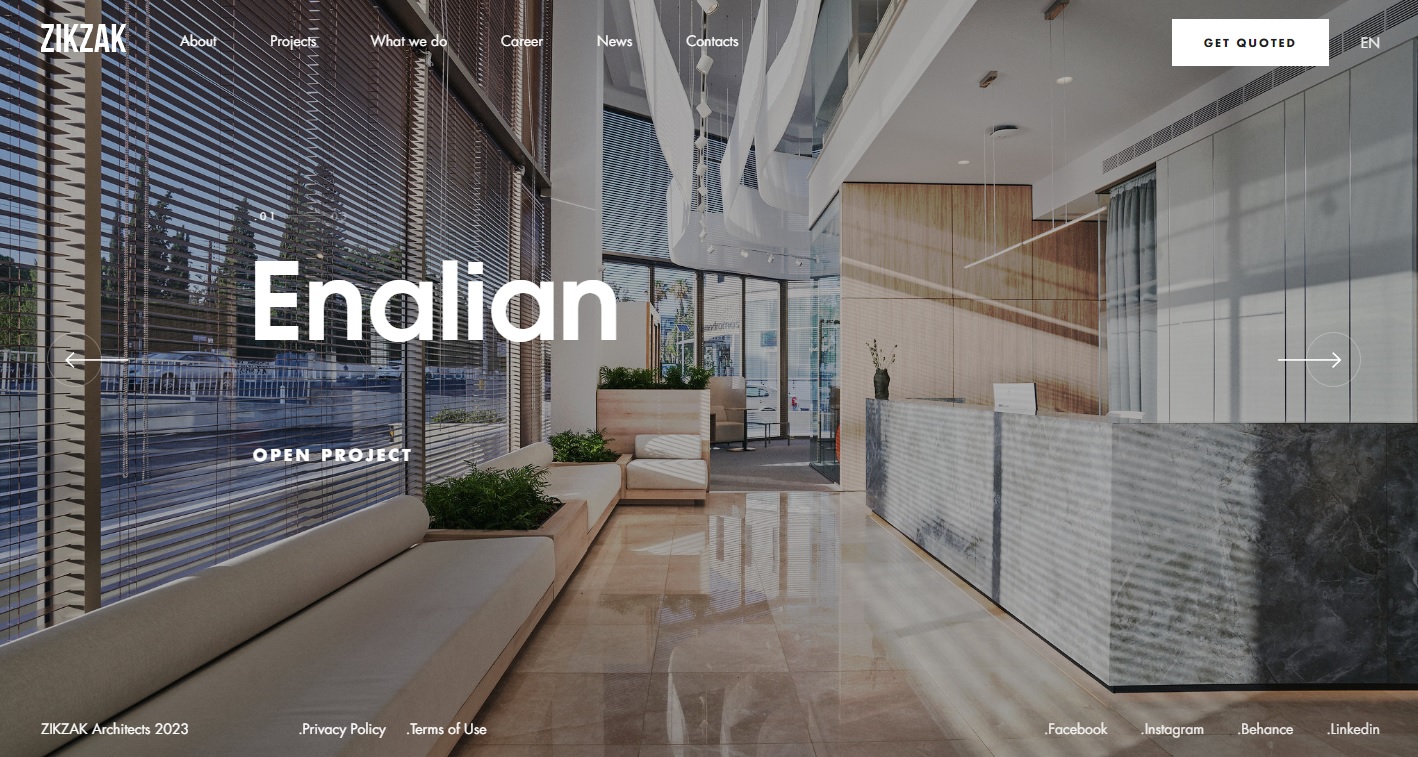 ZIKZAK
About
Projects
What we do
Career
News
Contacts
GET QUOTED
EN
.01
Enalian
OPEN PROJECT
ZIKZAK Architects 2023
.Privacy Policy
.Terms of Use
.Facebook
.Instagram
.Behance
.Linkedin